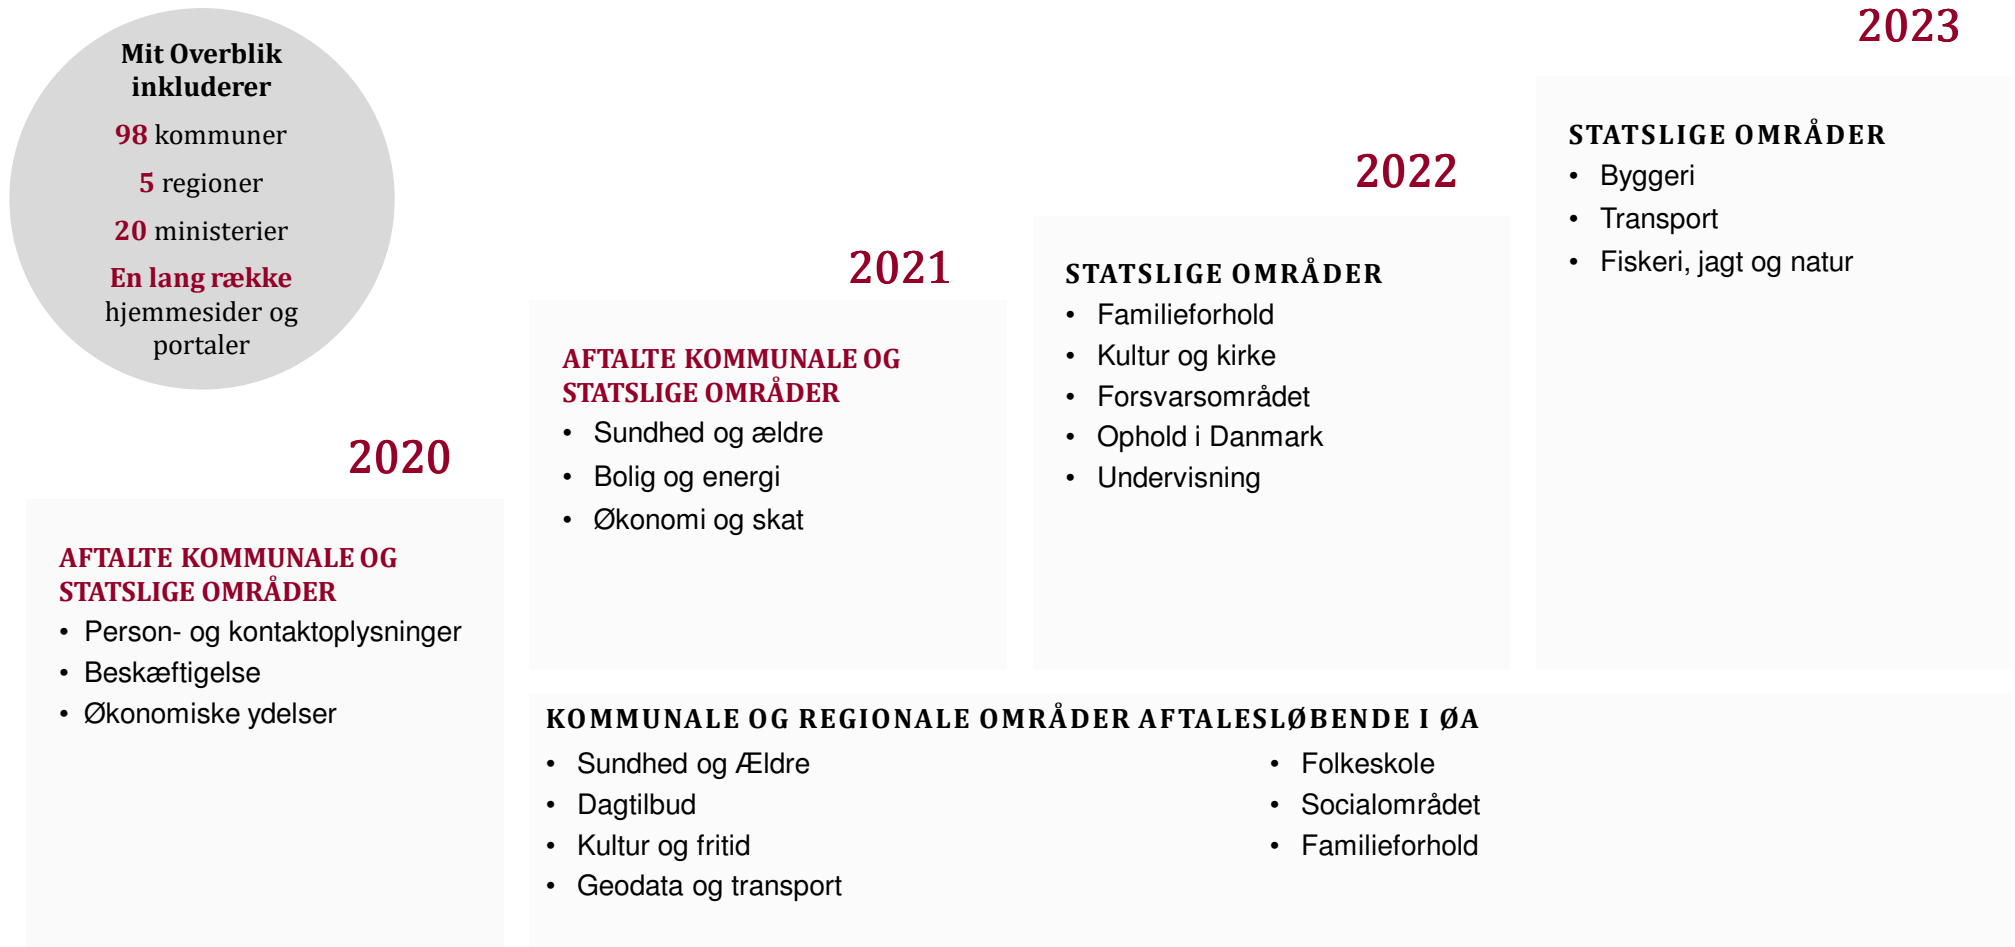 Mit Overblik
inkluderer
98 kommuner
5 regioner
20 ministerier
En lang række
hjemmesider og
portaler
2020
AFTALTE KOMMUNALE OG
STATSLIGE OMRÅDER
• Person- og kontaktoplysninger
• Beskæftigelse
• Økonomiske ydelser
2021
AFTALTE KOMMUNALE OG
STATSLIGE OMRÅDER
• Sundhed og ældre
• Bolig og energi
• Økonomi og skat
2022
STATSLIGE OMRÅDER
• Familieforhold
• Kultur og kirke
• Forsvarsområdet
• Ophold i Danmark
• Undervisning
2023
STATSLIGE OMRÅDER
• Byggeri
• Transport
• Fiskeri, jagt og natur
KOMMUNALE OG REGIONALE OMRÅDER AFTALESLØBENDE I ØA
• Sundhed og Ældre
• Dagtilbud
• Kultur og fritid
• Geodata og transport
• Folkeskole
• Socialområdet
• Familieforhold